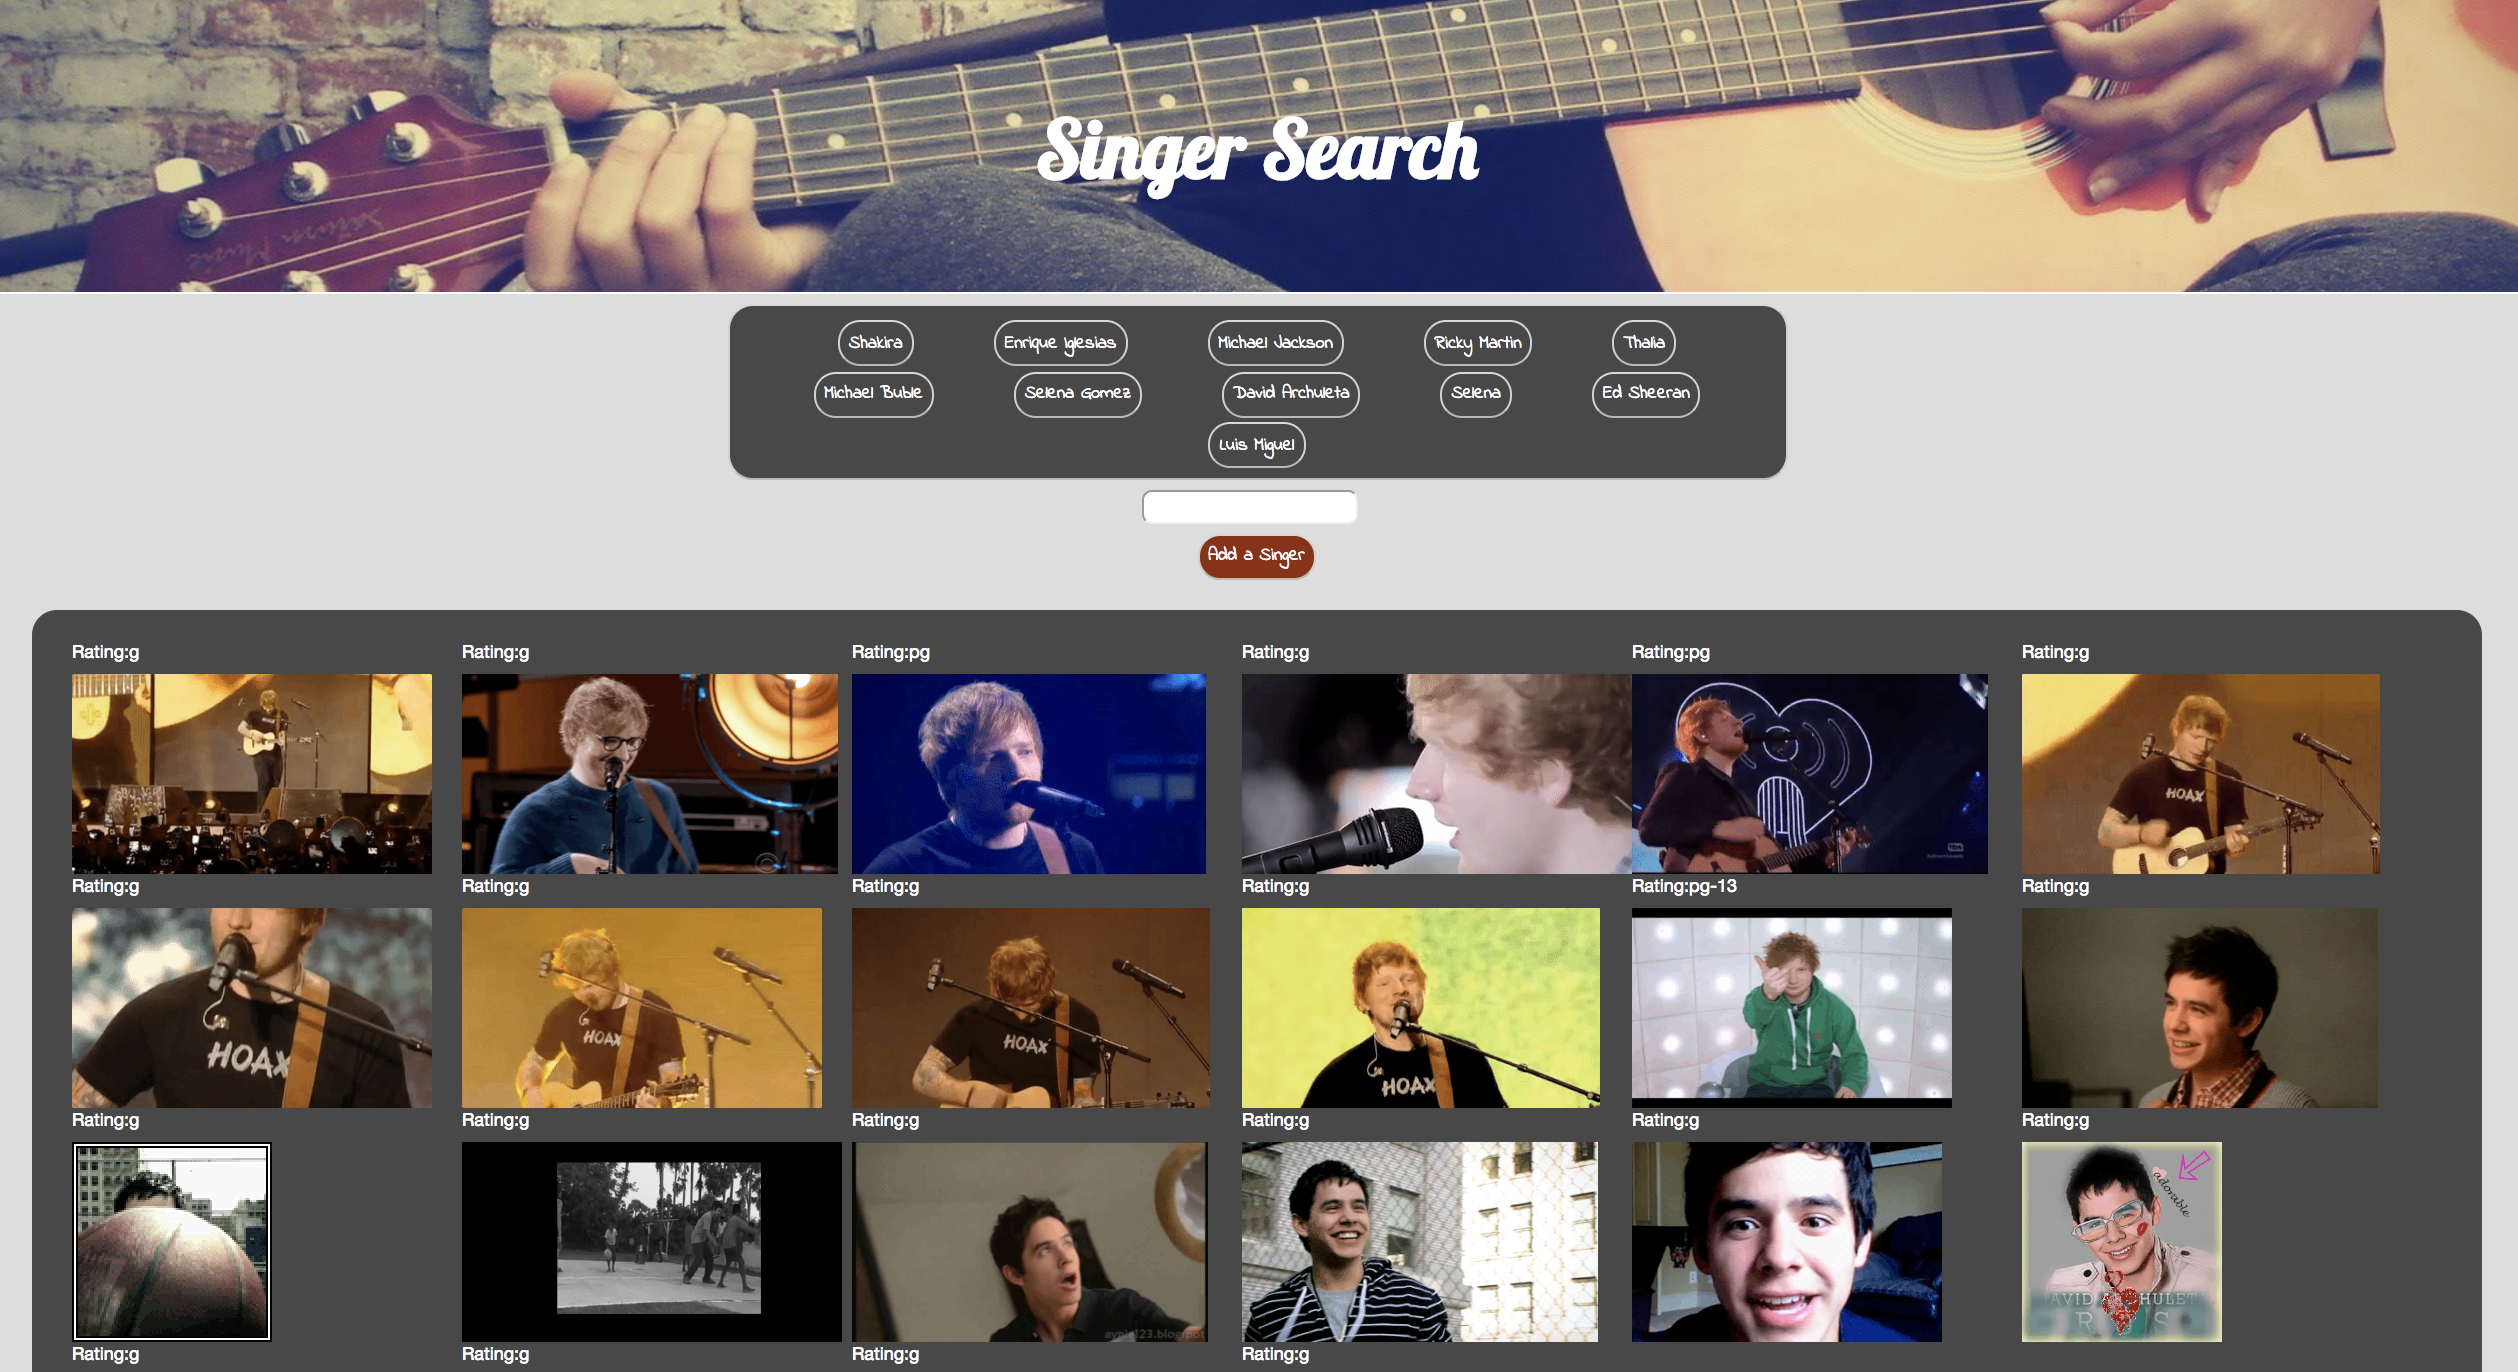 Singer Search
Shakira Enrique Iglesias Michael Jackson Ricky Martin Thalia
Michael Buble Selena Gomez David Archuleta Selena Ed Sheeran
Luis Miguel
Add a Singer
Rating:g Rating:g Rating:pg Rating:g Rating:pg Rating:g
HOAX
Rating:g Rating:g Rating:g Rating:g Rating:pg-13 Rating:g
HOAX HOAX HOAX HOAX
Rating:g Rating:g Rating:g Rating:g Rating:g Rating:g
adorable
Rating:g Rating:g Rating:g Rating:g